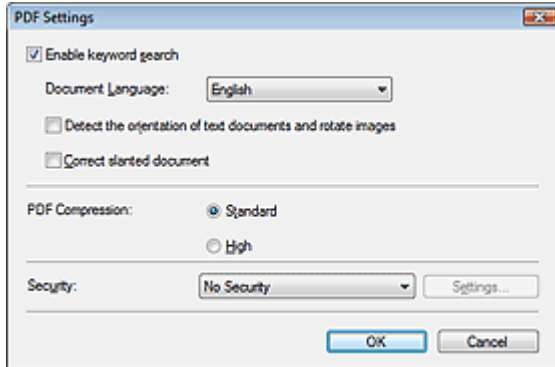 PDF Settings
Enable keyword search
Document Language: English
Detect the orientation of text documents and rotate images
Correct slanted document
PDF Compression: Standard
High
Security: No Security Settings...
OK Cancel